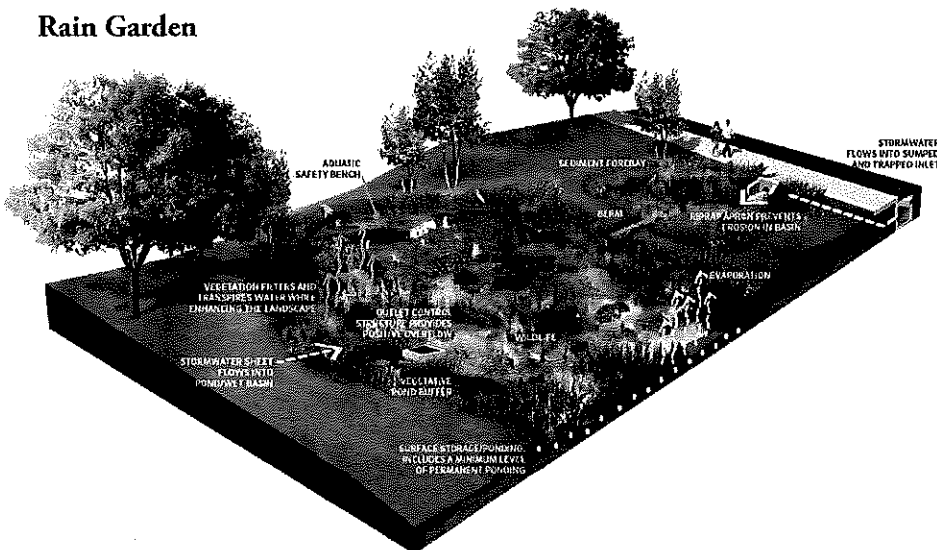 Rain Garden
STORMWATER
FLOWS INTO SUMPED
AND TRAPPED INLET
AQUATIC
SAFETY BENCH
SEDIMENT FOREBAY
BERM
RIPRAP APRON PREVENTS
EROSION IN BASIN
EVAPORATION
VEGETATION FILTERS AND
TRANSPIRES WATER WHILE
ENHANCING THE LANDSCAPE
OUTLET CONTROL
STRUCTURE PROVIDES
POSITIVE OVERFLOW
WILDLIFE
STORMWATER SHEET
FLOWS INTO
POND/WET BASIN
VEGETATIVE
POND BUFFER
SURFACE STORAGE/PONDING,
INCLUDES A MINIMUM LEVEL
OF PERMANENT PONDING